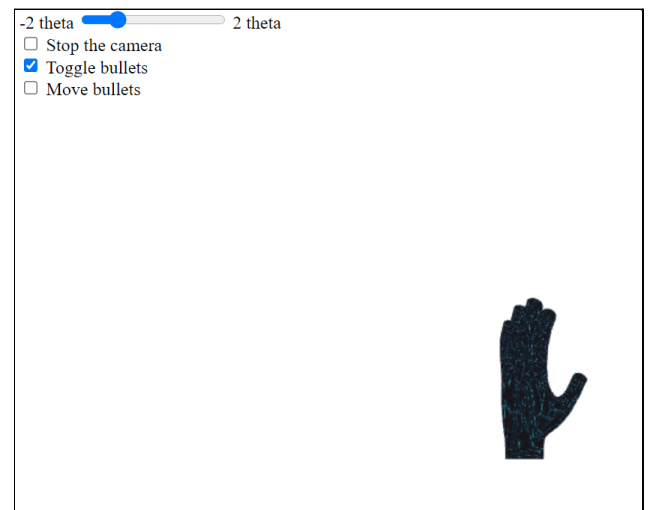 -2 theta 2 theta
Stop the camera
Toggle bullets
Move bullets